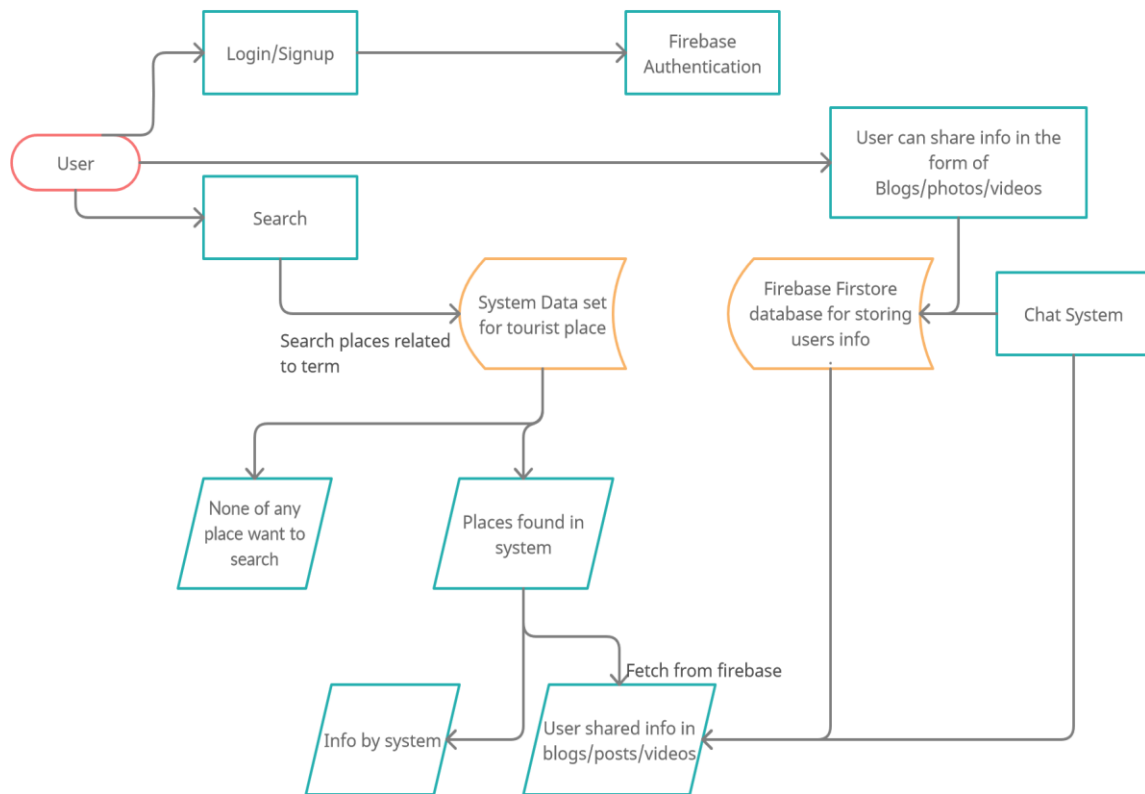 Login/Signup
Firebase
Authentication
User
User can share info in the
form of
Blogs/photos/videos
Search
System Data set
for tourist place
Firebase Firstore
database for storing
users info
Chat System
Search places related
to term
None of any
place want to
search
Places found in
system
Fetch from firebase
Info by system
User shared info in
blogs/posts/videos